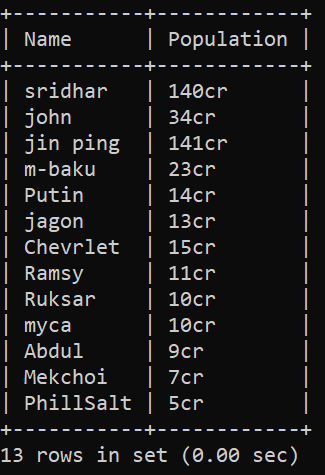 +-----------+------------+
| Name      | Population |
+-----------+------------+
| sridhar   | 140cr      |
| john      | 34cr       |
| jin ping  | 141cr      |
| m-baku    | 23cr       |
| Putin     | 14cr       |
| jagon     | 13cr       |
| Chevrlet  | 15cr       |
| Ramsy     | 11cr       |
| Ruksar    | 10cr       |
| myca      | 10cr       |
| Abdul     | 9cr        |
| Mekchoi   | 7cr        |
| PhillSalt | 5cr        |
+-----------+------------+
13 rows in set (0.00 sec)